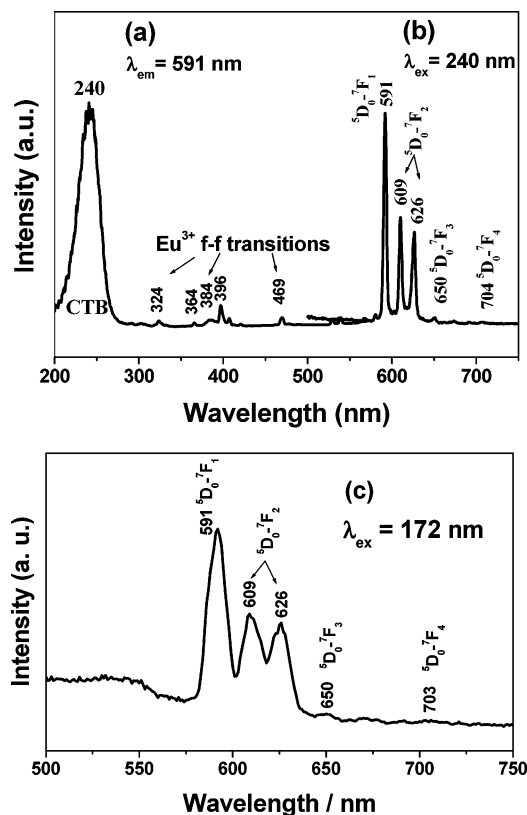 (a)
λem = 591 nm
(b)
λex = 240 nm
240
CTB
Eu³⁺ f-f transitions
324
364
384
396
469
⁵D₀-⁷F₁
591
⁵D₀-⁷F₂
609
626
650 ⁵D₀-⁷F₃
704 ⁵D₀-⁷F₄
Intensity (a.u.)
200 300 400 500 600 700
Wavelength (nm)
(c)
λex = 172 nm
591 ⁵D₀-⁷F₁
⁵D₀-⁷F₂
609
626
650 ⁵D₀-⁷F₃
703 ⁵D₀-⁷F₄
Intensity (a. u.)
500 550 600 650 700 750
Wavelength / nm